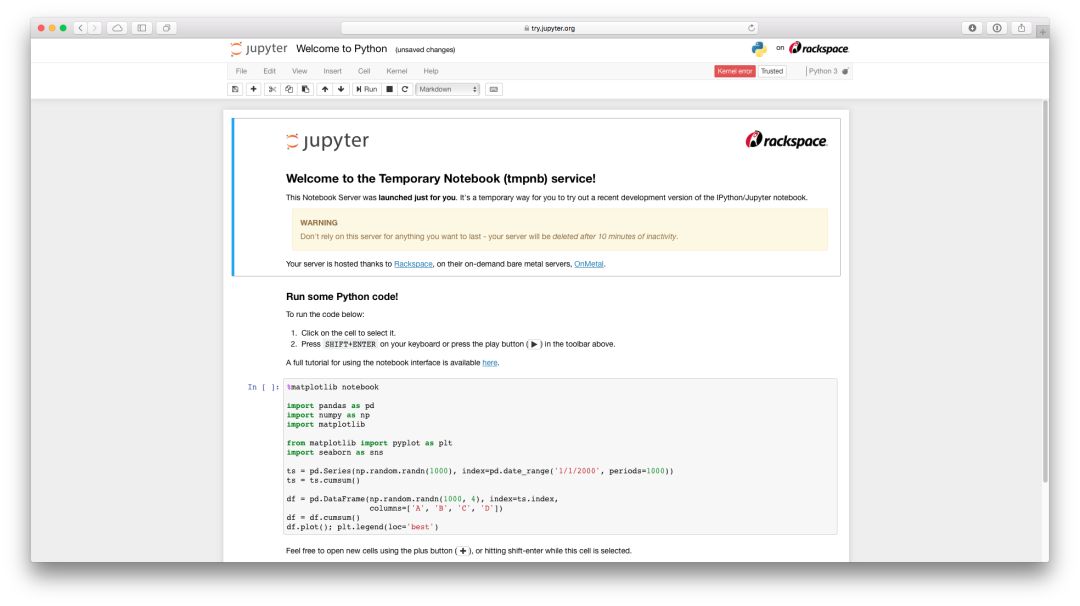 try.jupyter.org
jupyter Welcome to Python (unsaved changes) on rackspace.
File Edit View Insert Cell Kernel Help Kernel error Trusted Python 3
Run Markdown
jupyter rackspace.
Welcome to the Temporary Notebook (tmpnb) service!
This Notebook Server was launched just for you. It's a temporary way for you to try out a recent development version of the IPython/Jupyter notebook.
WARNING
Don't rely on this server for anything you want to last - your server will be deleted after 10 minutes of inactivity.
Your server is hosted thanks to Rackspace, on their on-demand bare metal servers, OnMetal.
Run some Python code!
To run the code below:
1. Click on the cell to select it.
2. Press SHIFT+ENTER on your keyboard or press the play button ( ) in the toolbar above.
A full tutorial for using the notebook interface is available here.
In [ ]: %matplotlib notebook
import pandas as pd
import numpy as np
import matplotlib
from matplotlib import pyplot as plt
import seaborn as sns
ts = pd.Series(np.random.randn(1000), index=pd.date_range('1/1/2000', periods=1000))
ts = ts.cumsum()
df = pd.DataFrame(np.random.randn(1000, 4), index=ts.index,
columns=['A', 'B', 'C', 'D'])
df = df.cumsum()
df.plot(); plt.legend(loc='best')
Feel free to open new cells using the plus button ( + ), or hitting shift-enter while this cell is selected.